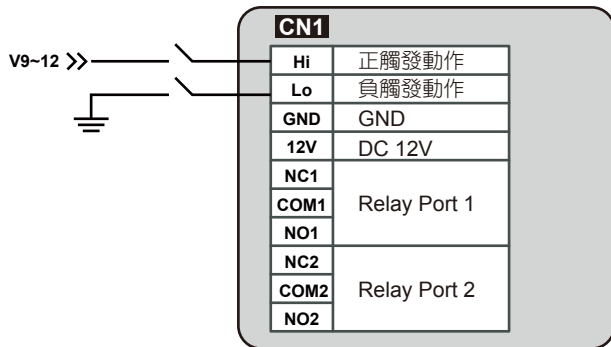 CN1
V9~12
Hi 正觸發動作
Lo 負觸發動作
GND GND
12V DC 12V
NC1
COM1 Relay Port 1
NO1
NC2
COM2 Relay Port 2
NO2